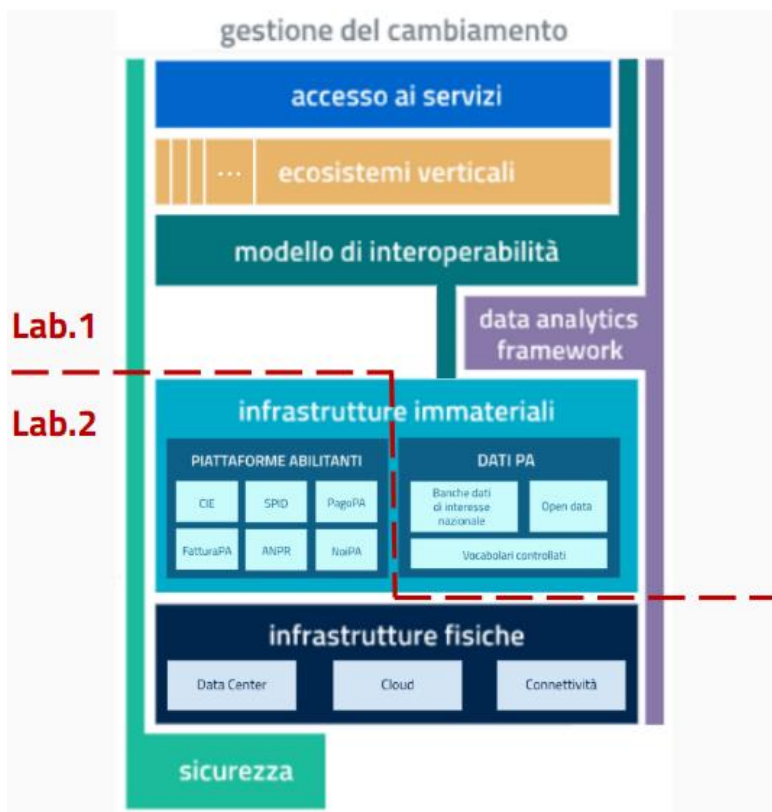 gestione del cambiamento
accesso ai servizi
... ecosistemi verticali
modello di interoperabilità
Lab.1
data analytics
framework
Lab.2
infrastrutture immateriali
PIATTAFORME ABILITANTI
CIE SPID PagoPA
FatturaPA ANPR NoiPA
DATI PA
Banche dati
di interesse
nazionale
Open data
Vocabolari controllati
infrastrutture fisiche
Data Center Cloud Connettività
sicurezza